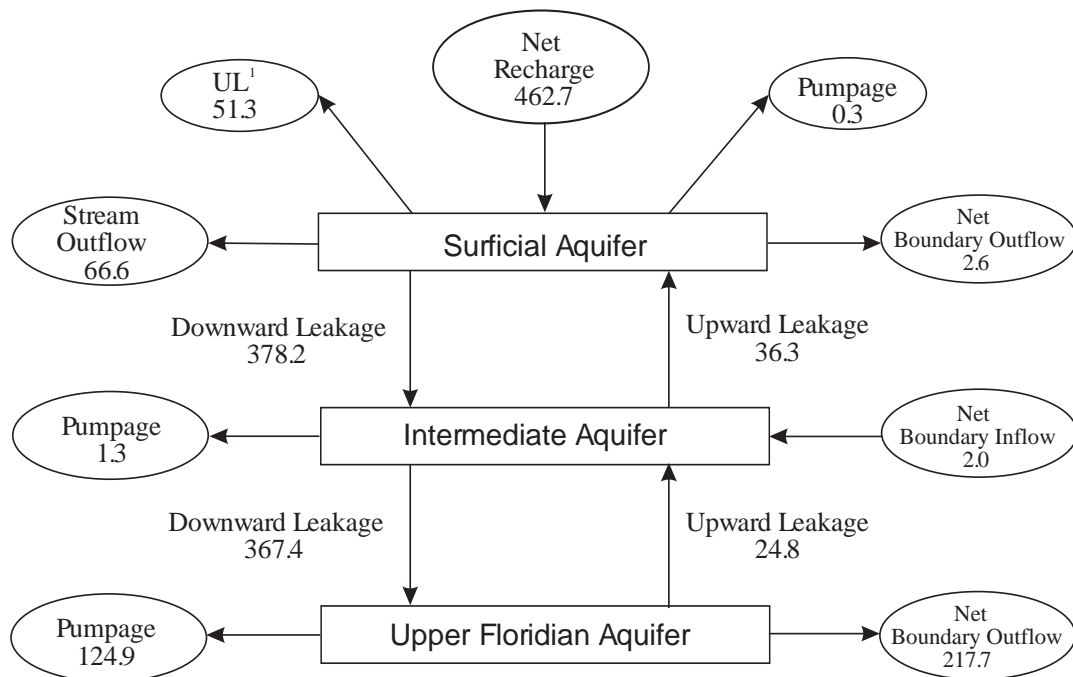 UL¹
51.3
Net
Recharge
462.7
Pumpage
0.3
Stream
Outflow
66.6
Surficial Aquifer
Net
Boundary Outflow
2.6
Downward Leakage
378.2
Upward Leakage
36.3
Pumpage
1.3
Intermediate Aquifer
Net
Boundary Inflow
2.0
Downward Leakage
367.4
Upward Leakage
24.8
Pumpage
124.9
Upper Floridian Aquifer
Net
Boundary Outflow
217.7